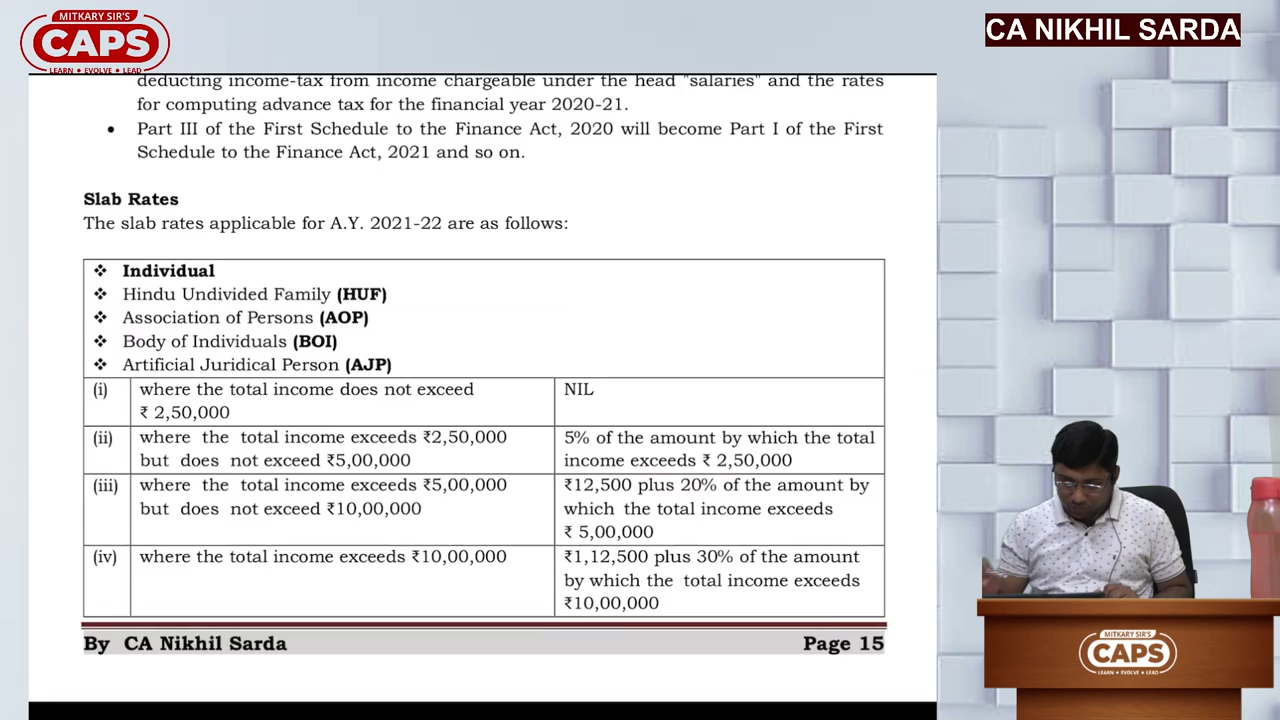 MITKARY SIR'S
CAPS
LEARN • EVOLVE • LEAD
CA NIKHIL SARDA
deducting income-tax from income chargeable under the head "salaries" and the rates
for computing advance tax for the financial year 2020-21.
• Part III of the First Schedule to the Finance Act, 2020 will become Part I of the First
Schedule to the Finance Act, 2021 and so on.
Slab Rates
The slab rates applicable for A.Y. 2021-22 are as follows:
❖ Individual
❖ Hindu Undivided Family (HUF)
❖ Association of Persons (AOP)
❖ Body of Individuals (BOI)
❖ Artificial Juridical Person (AJP)
(i) where the total income does not exceed NIL
₹ 2,50,000
(ii) where the total income exceeds ₹2,50,000 5% of the amount by which the total
but does not exceed ₹5,00,000 income exceeds ₹ 2,50,000
(iii) where the total income exceeds ₹5,00,000 ₹12,500 plus 20% of the amount by
but does not exceed ₹10,00,000 which the total income exceeds
₹ 5,00,000
(iv) where the total income exceeds ₹10,00,000 ₹1,12,500 plus 30% of the amount
by which the total income exceeds
₹10,00,000
By CA Nikhil Sarda Page 15
MITKARY SIR'S
CAPS
LEARN • EVOLVE • LEAD